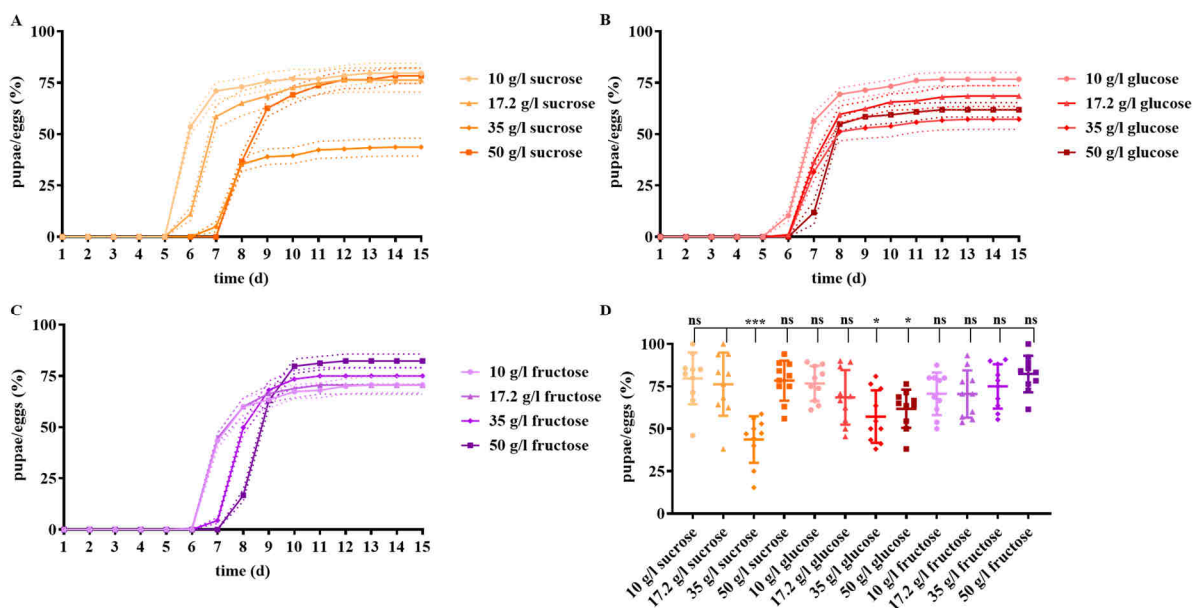 A
100
75
50
25
0
pupae/eggs (%)
1 2 3 4 5 6 7 8 9 10 11 12 13 14 15
time (d)
10 g/l sucrose
17.2 g/l sucrose
35 g/l sucrose
50 g/l sucrose
B
100
75
50
25
0
pupae/eggs (%)
1 2 3 4 5 6 7 8 9 10 11 12 13 14 15
time (d)
10 g/l glucose
17.2 g/l glucose
35 g/l glucose
50 g/l glucose
C
100
75
50
25
0
pupae/eggs (%)
1 2 3 4 5 6 7 8 9 10 11 12 13 14 15
time (d)
10 g/l fructose
17.2 g/l fructose
35 g/l fructose
50 g/l fructose
D
ns *** ns ns ns * * ns ns ns ns
100
75
50
25
0
pupae/eggs (%)
10 g/l sucrose
17.2 g/l sucrose
35 g/l sucrose
50 g/l sucrose
10 g/l glucose
17.2 g/l glucose
35 g/l glucose
50 g/l glucose
10 g/l fructose
17.2 g/l fructose
35 g/l fructose
50 g/l fructose